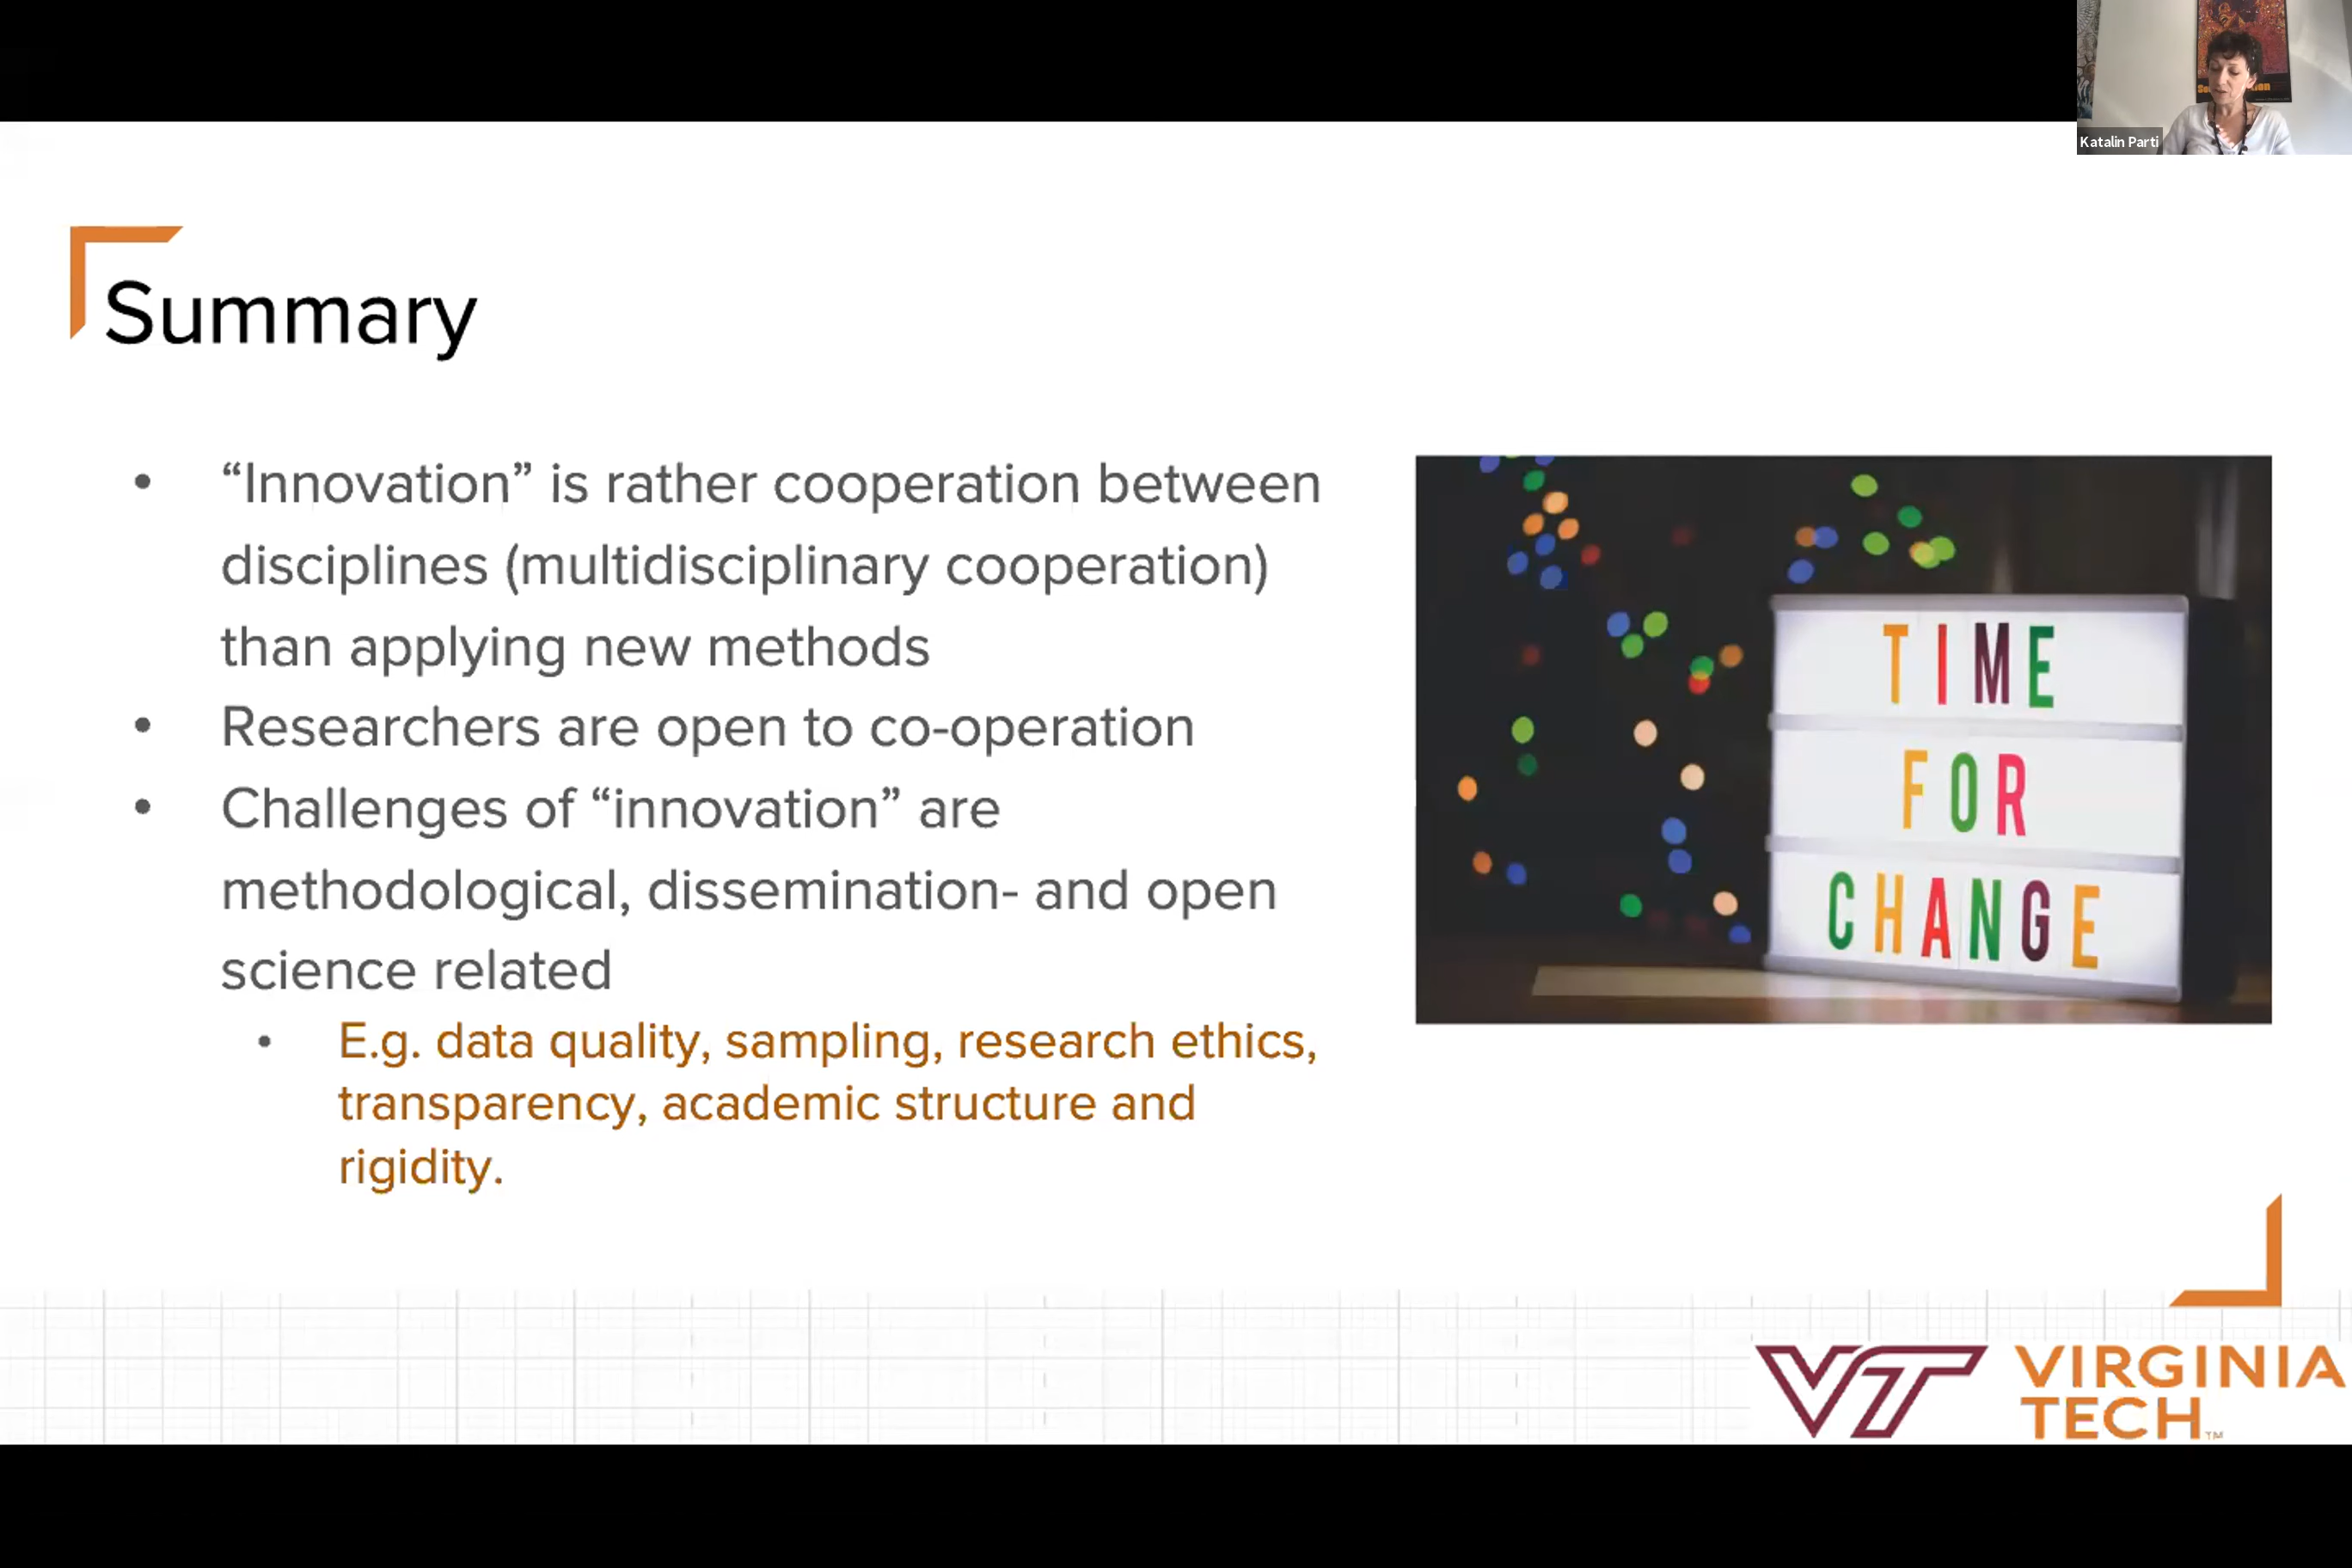 Katalin Parti
Summary
• “Innovation” is rather cooperation between
disciplines (multidisciplinary cooperation)
than applying new methods
• Researchers are open to co-operation
• Challenges of “innovation” are
methodological, dissemination- and open
science related
• E.g. data quality, sampling, research ethics,
transparency, academic structure and
rigidity.
TIME
FOR
CHANGE
VT VIRGINIA
TECH™